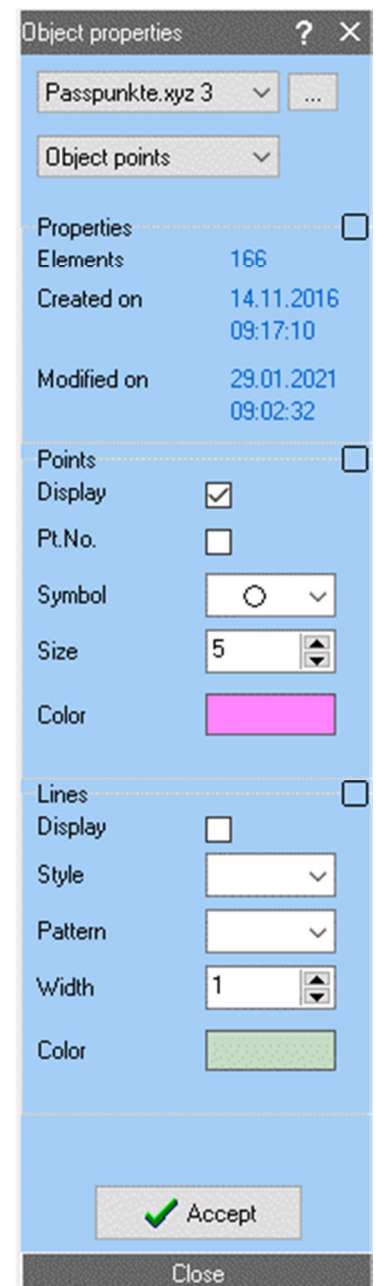 Object properties ? ×
Passpunkte.xyz 3 ...
Object points
Properties
Elements 166
Created on 14.11.2016
09:17:10
Modified on 29.01.2021
09:02:32
Points
Display
Pt.No.
Symbol
Size 5
Color
Lines
Display
Style
Pattern
Width 1
Color
Accept
Close